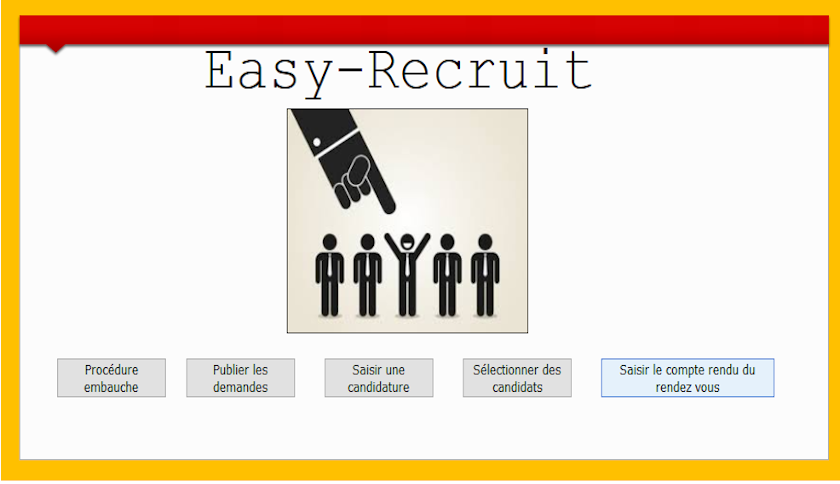 Easy-Recruit
Procédure
embauche
Publier les
demandes
Saisir une
candidature
Sélectionner des
candidats
Saisir le compte rendu du
rendez vous